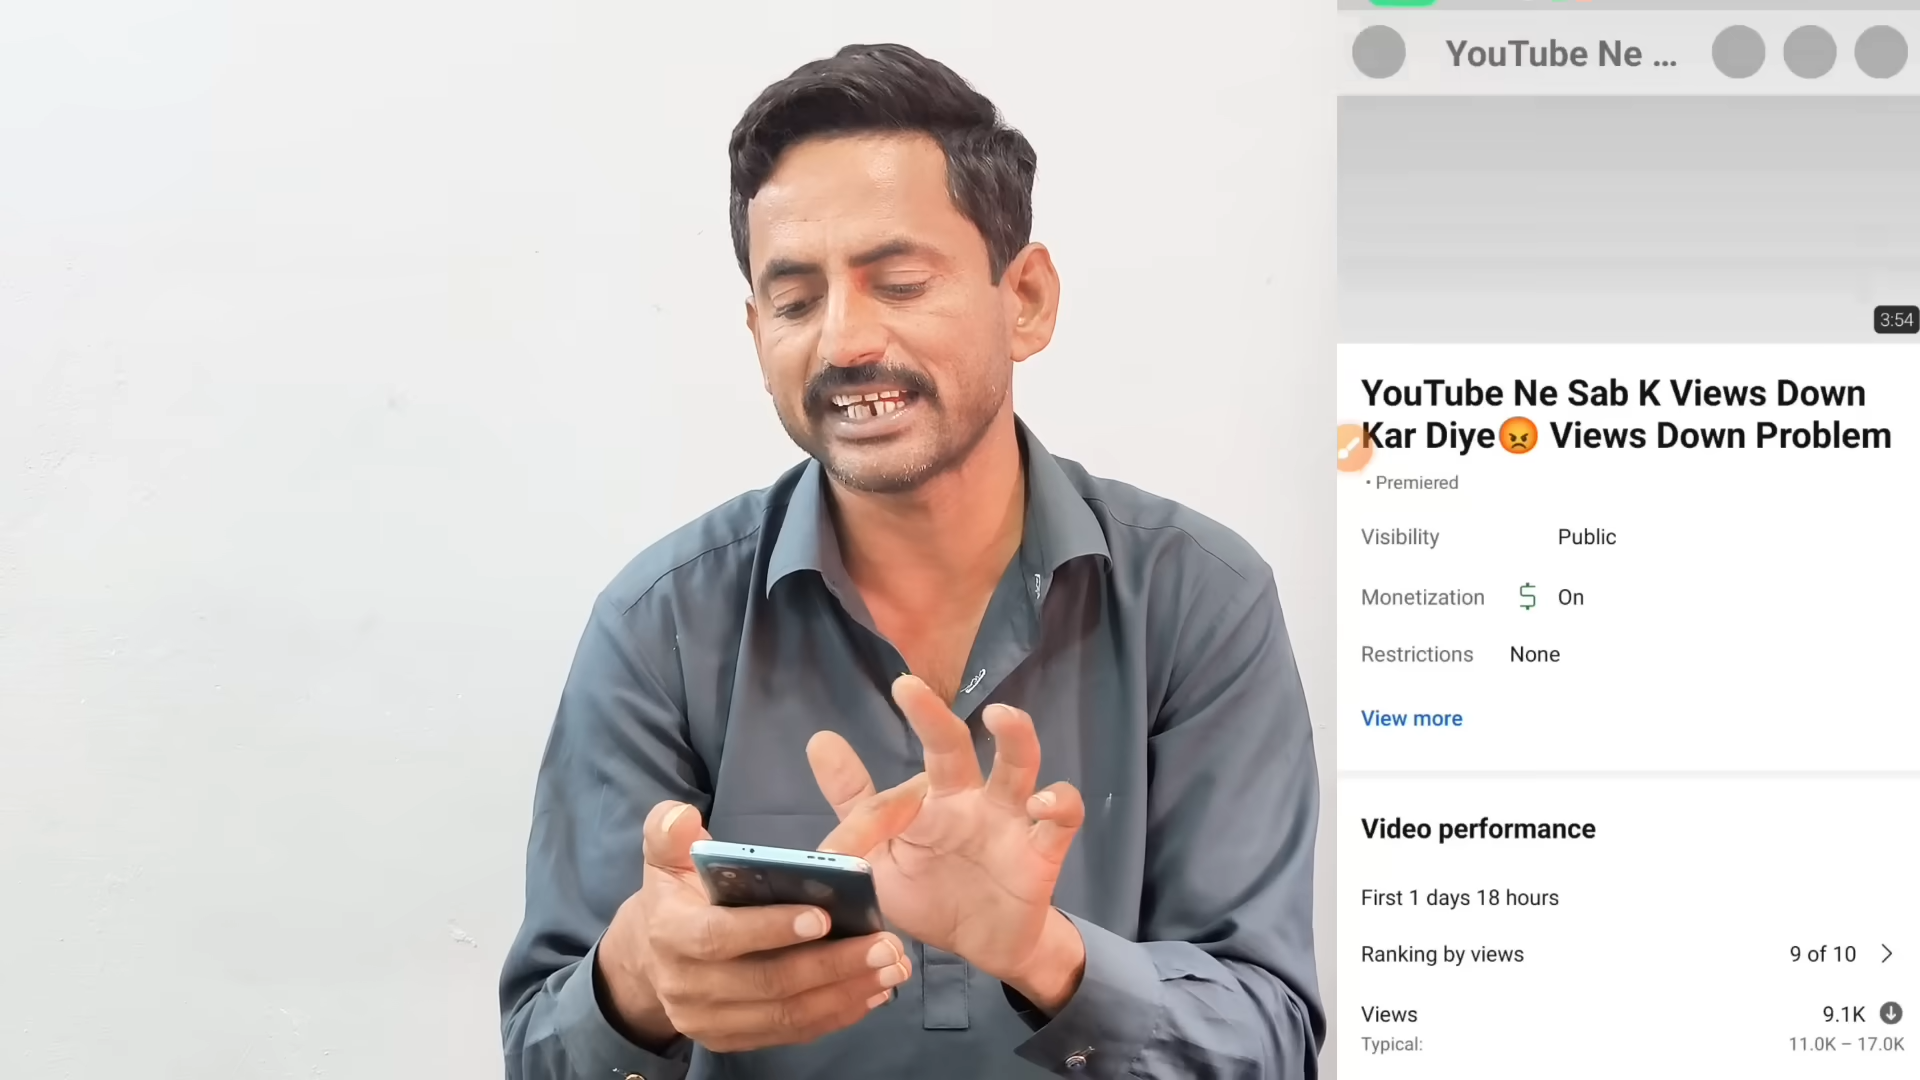 YouTube Ne ...
3:54
YouTube Ne Sab K Views Down
Kar Diye😡 Views Down Problem
• Premiered
Visibility Public
Monetization On
Restrictions None
View more
Video performance
First 1 days 18 hours
Ranking by views 9 of 10
Views 9.1K
Typical: 11.0K – 17.0K